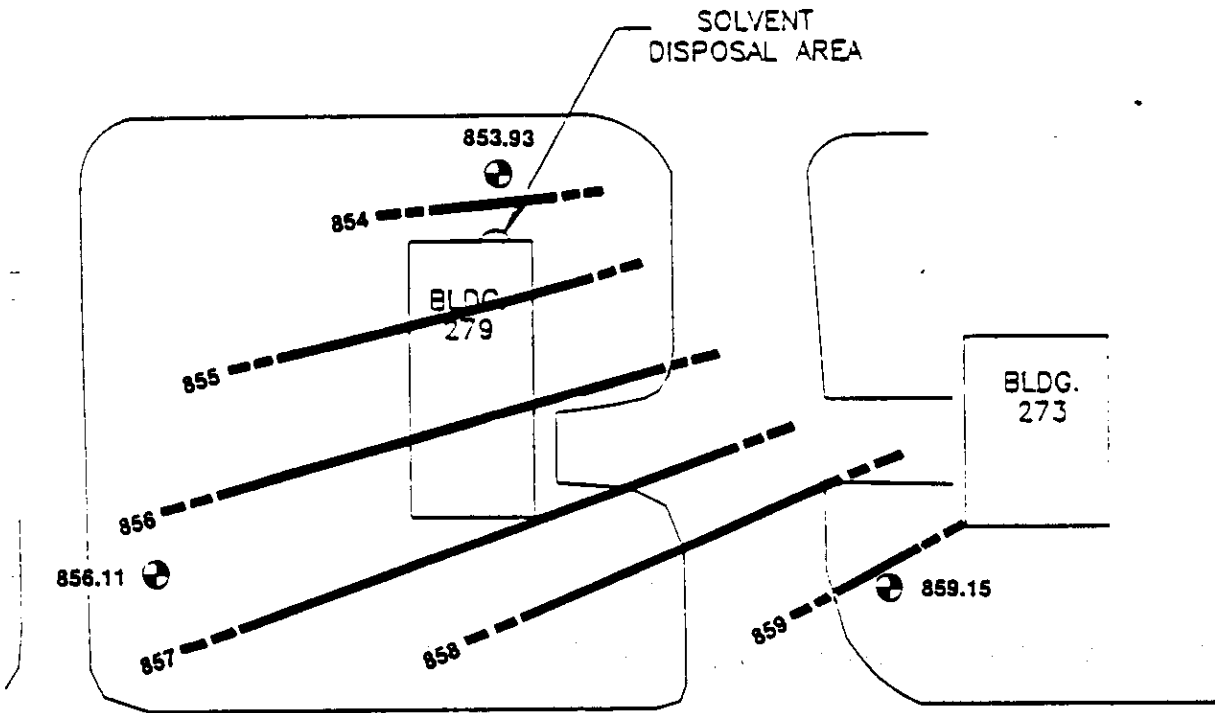 SOLVENT
DISPOSAL AREA
853.93
854
BLDG.
279
855
BLDG.
273
856
856.11
859.15
857
858
859